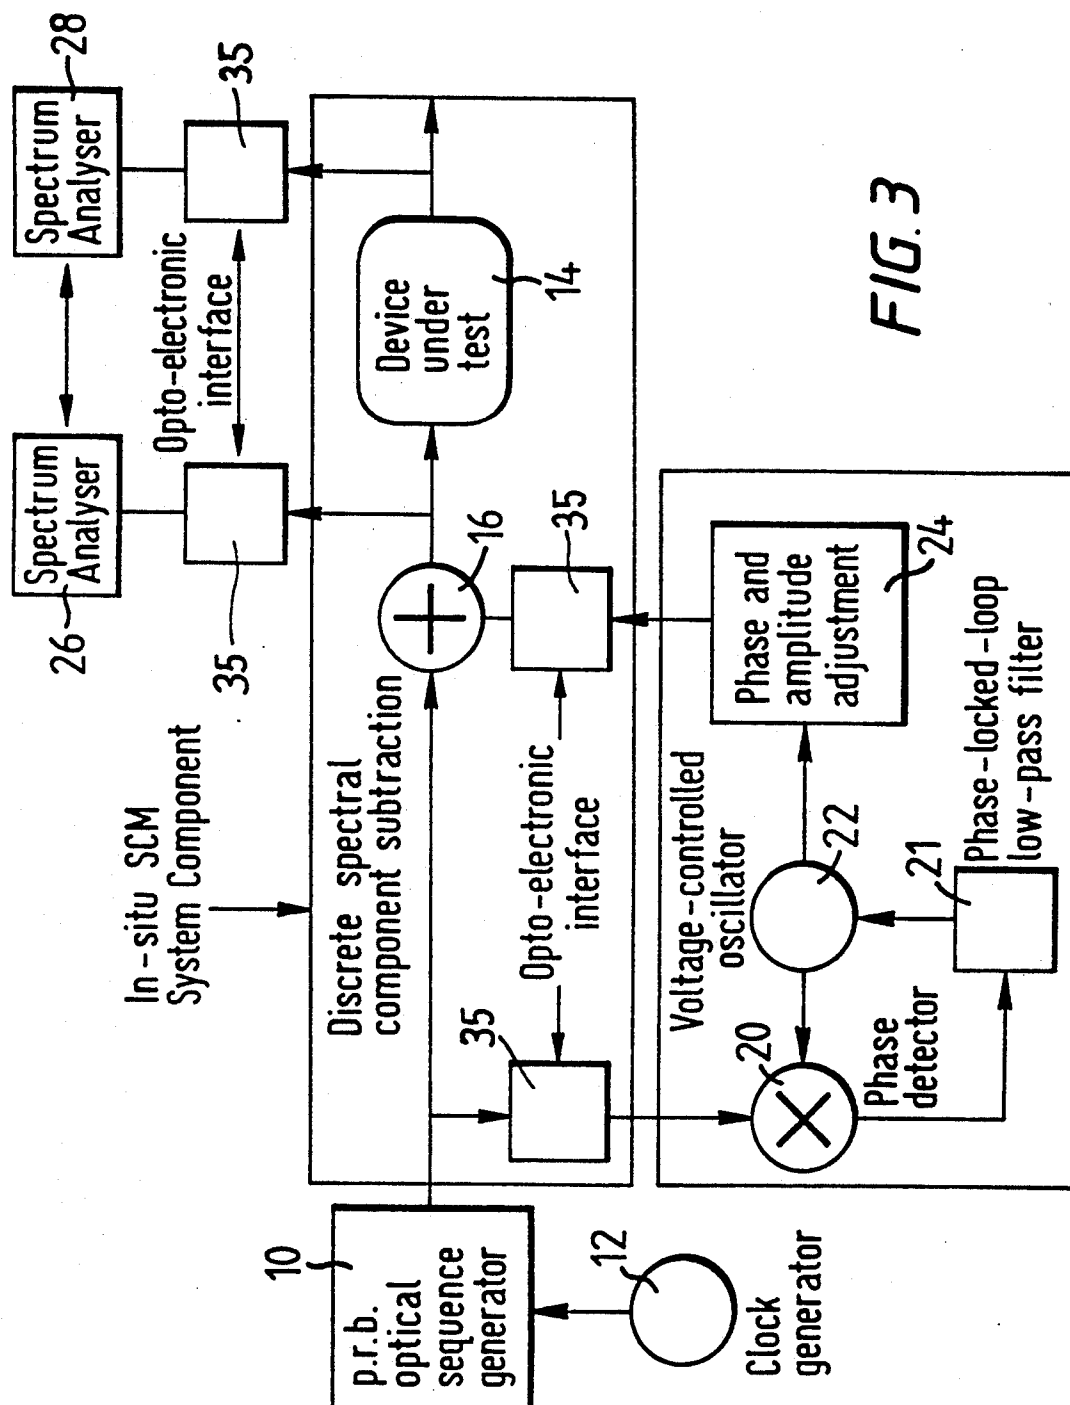 Spectrum
Analyser
26
Spectrum
Analyser
28
35
Opto-electronic
interface
35
In-situ SCM
System Component
Discrete spectral
component subtraction
16
Device
under
test
14
35
Opto-electronic
interface
35
10
p.r.b.
optical
sequence
generator
12
Clock
generator
Voltage-controlled
oscillator
20
Phase
detector
22
21
Phase-locked-loop
low-pass filter
Phase and
amplitude
adjustment
24
FIG. 3